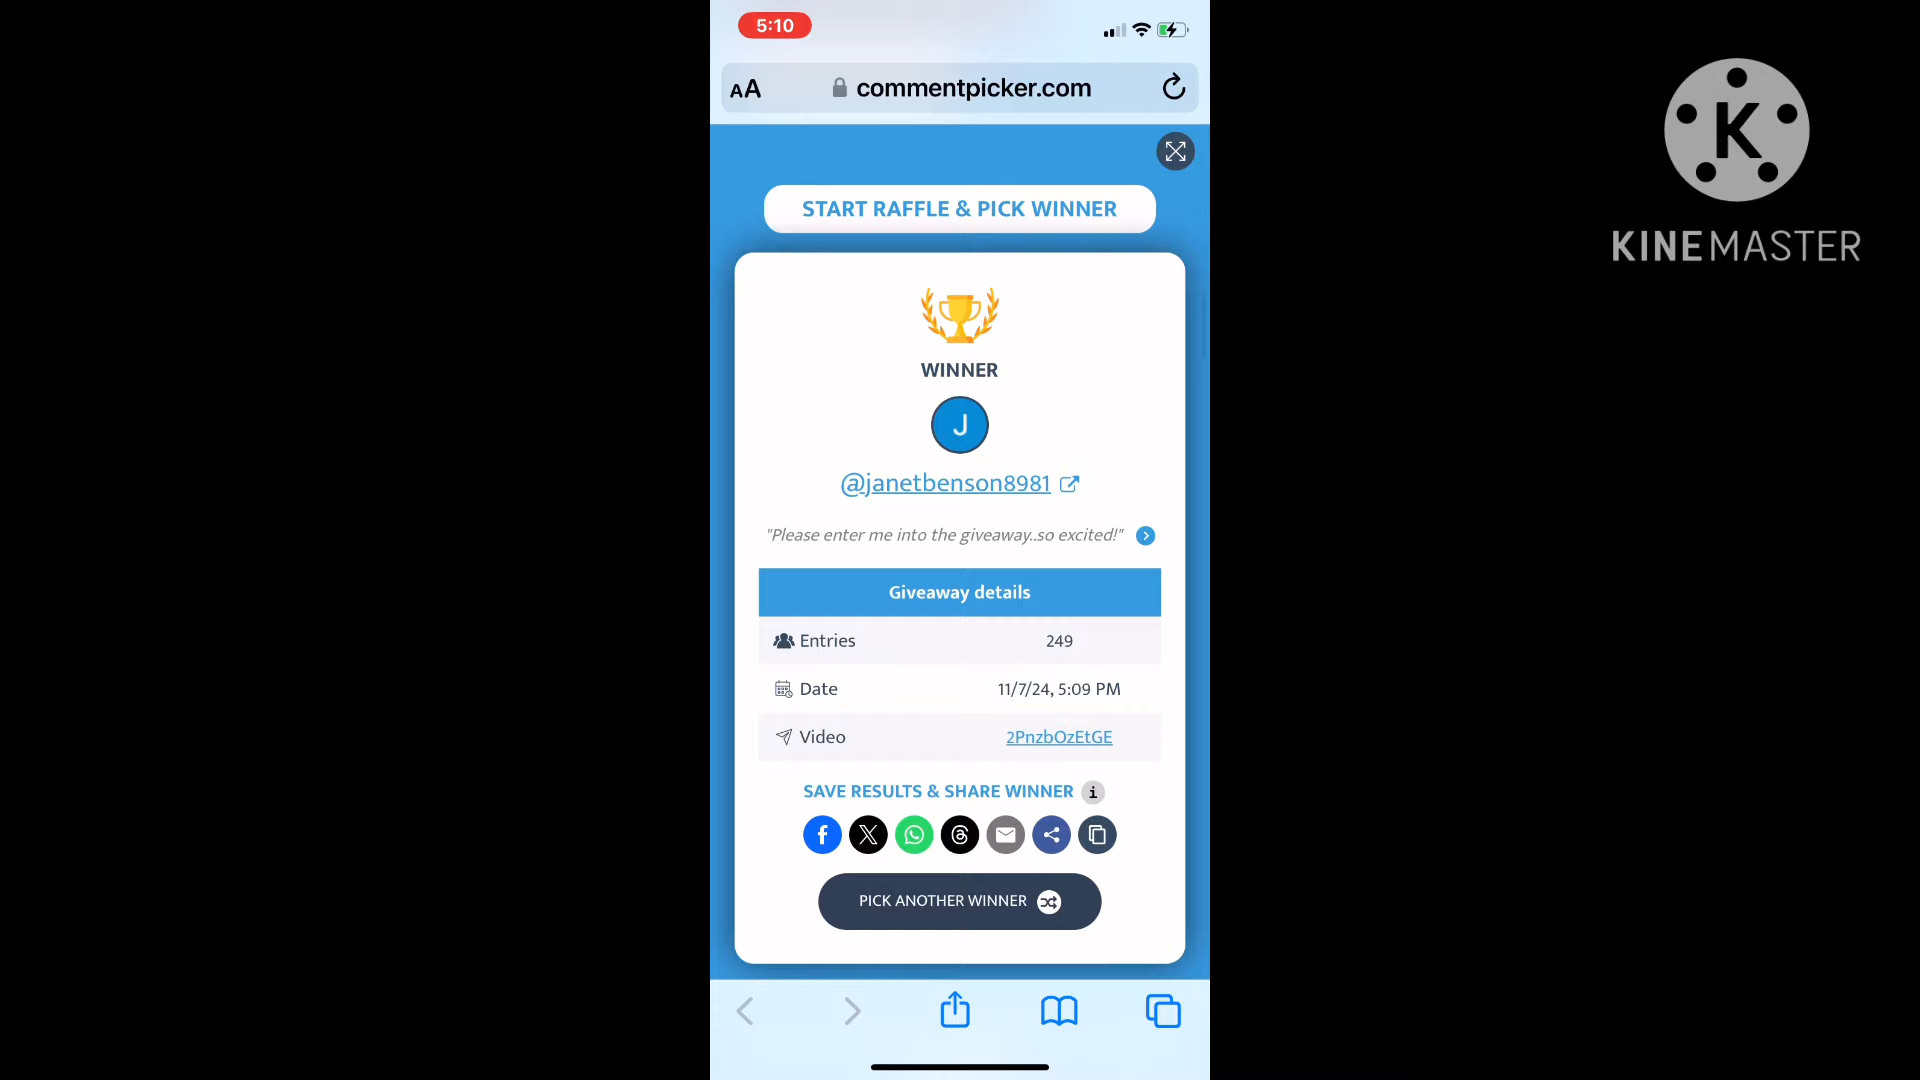 5:10
AA commentpicker.com
START RAFFLE & PICK WINNER
WINNER
J
@janetbenson8981
"Please enter me into the giveaway..so excited!"
Giveaway details
Entries 249
Date 11/7/24, 5:09 PM
Video 2PnzbOzEtGE
SAVE RESULTS & SHARE WINNER i
PICK ANOTHER WINNER
K
KINEMASTER